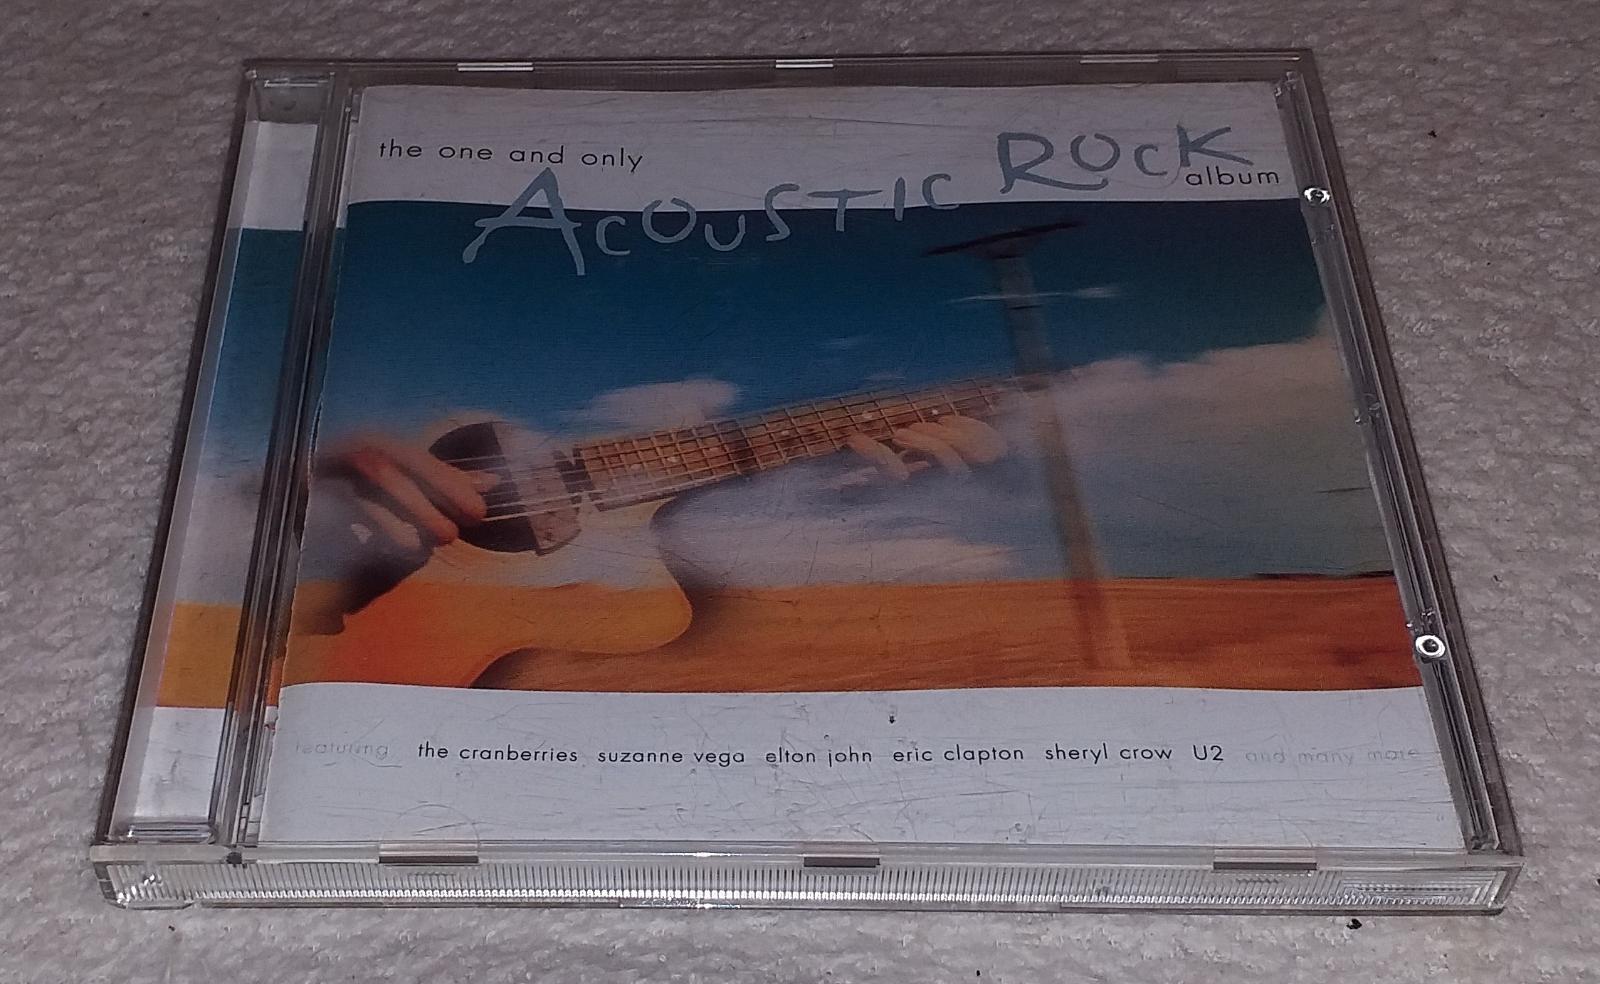 the one and only
ACOUSTIC ROCK
album
featuring the cranberries suzanne vega elton john eric clapton sheryl crow U2 and many more